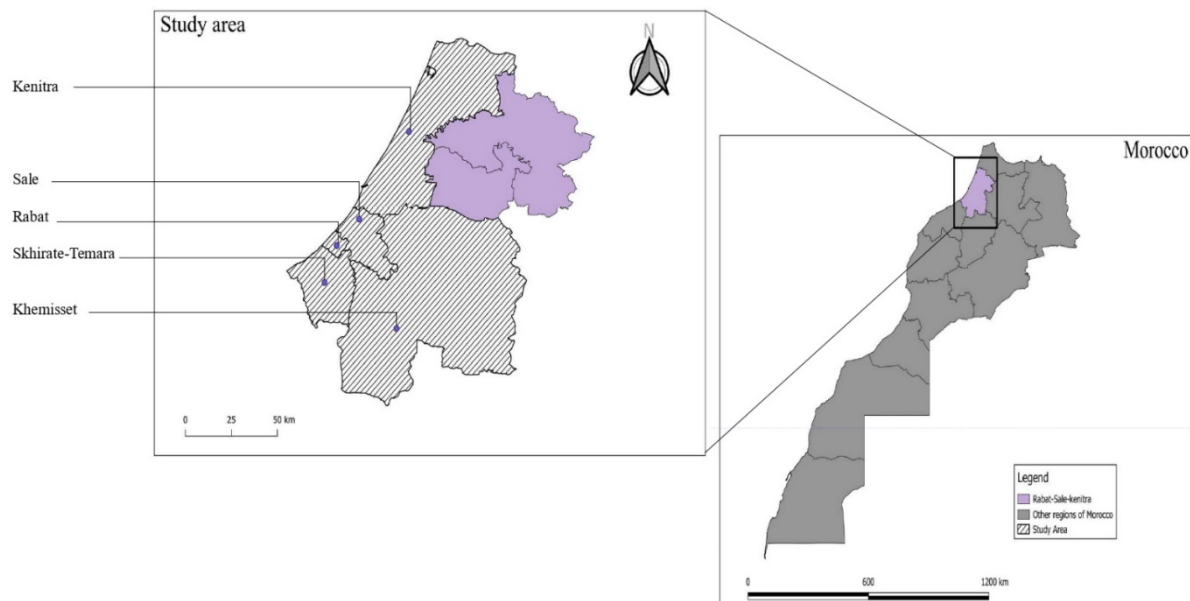 Study area
N
Kenitra
Sale
Rabat
Skhirate-Temara
Khemisset
0 25 50 km
Morocco
Legend
Rabat-Sale-kenitra
Other regions of Morocco
Study Area
0 600 1200 km